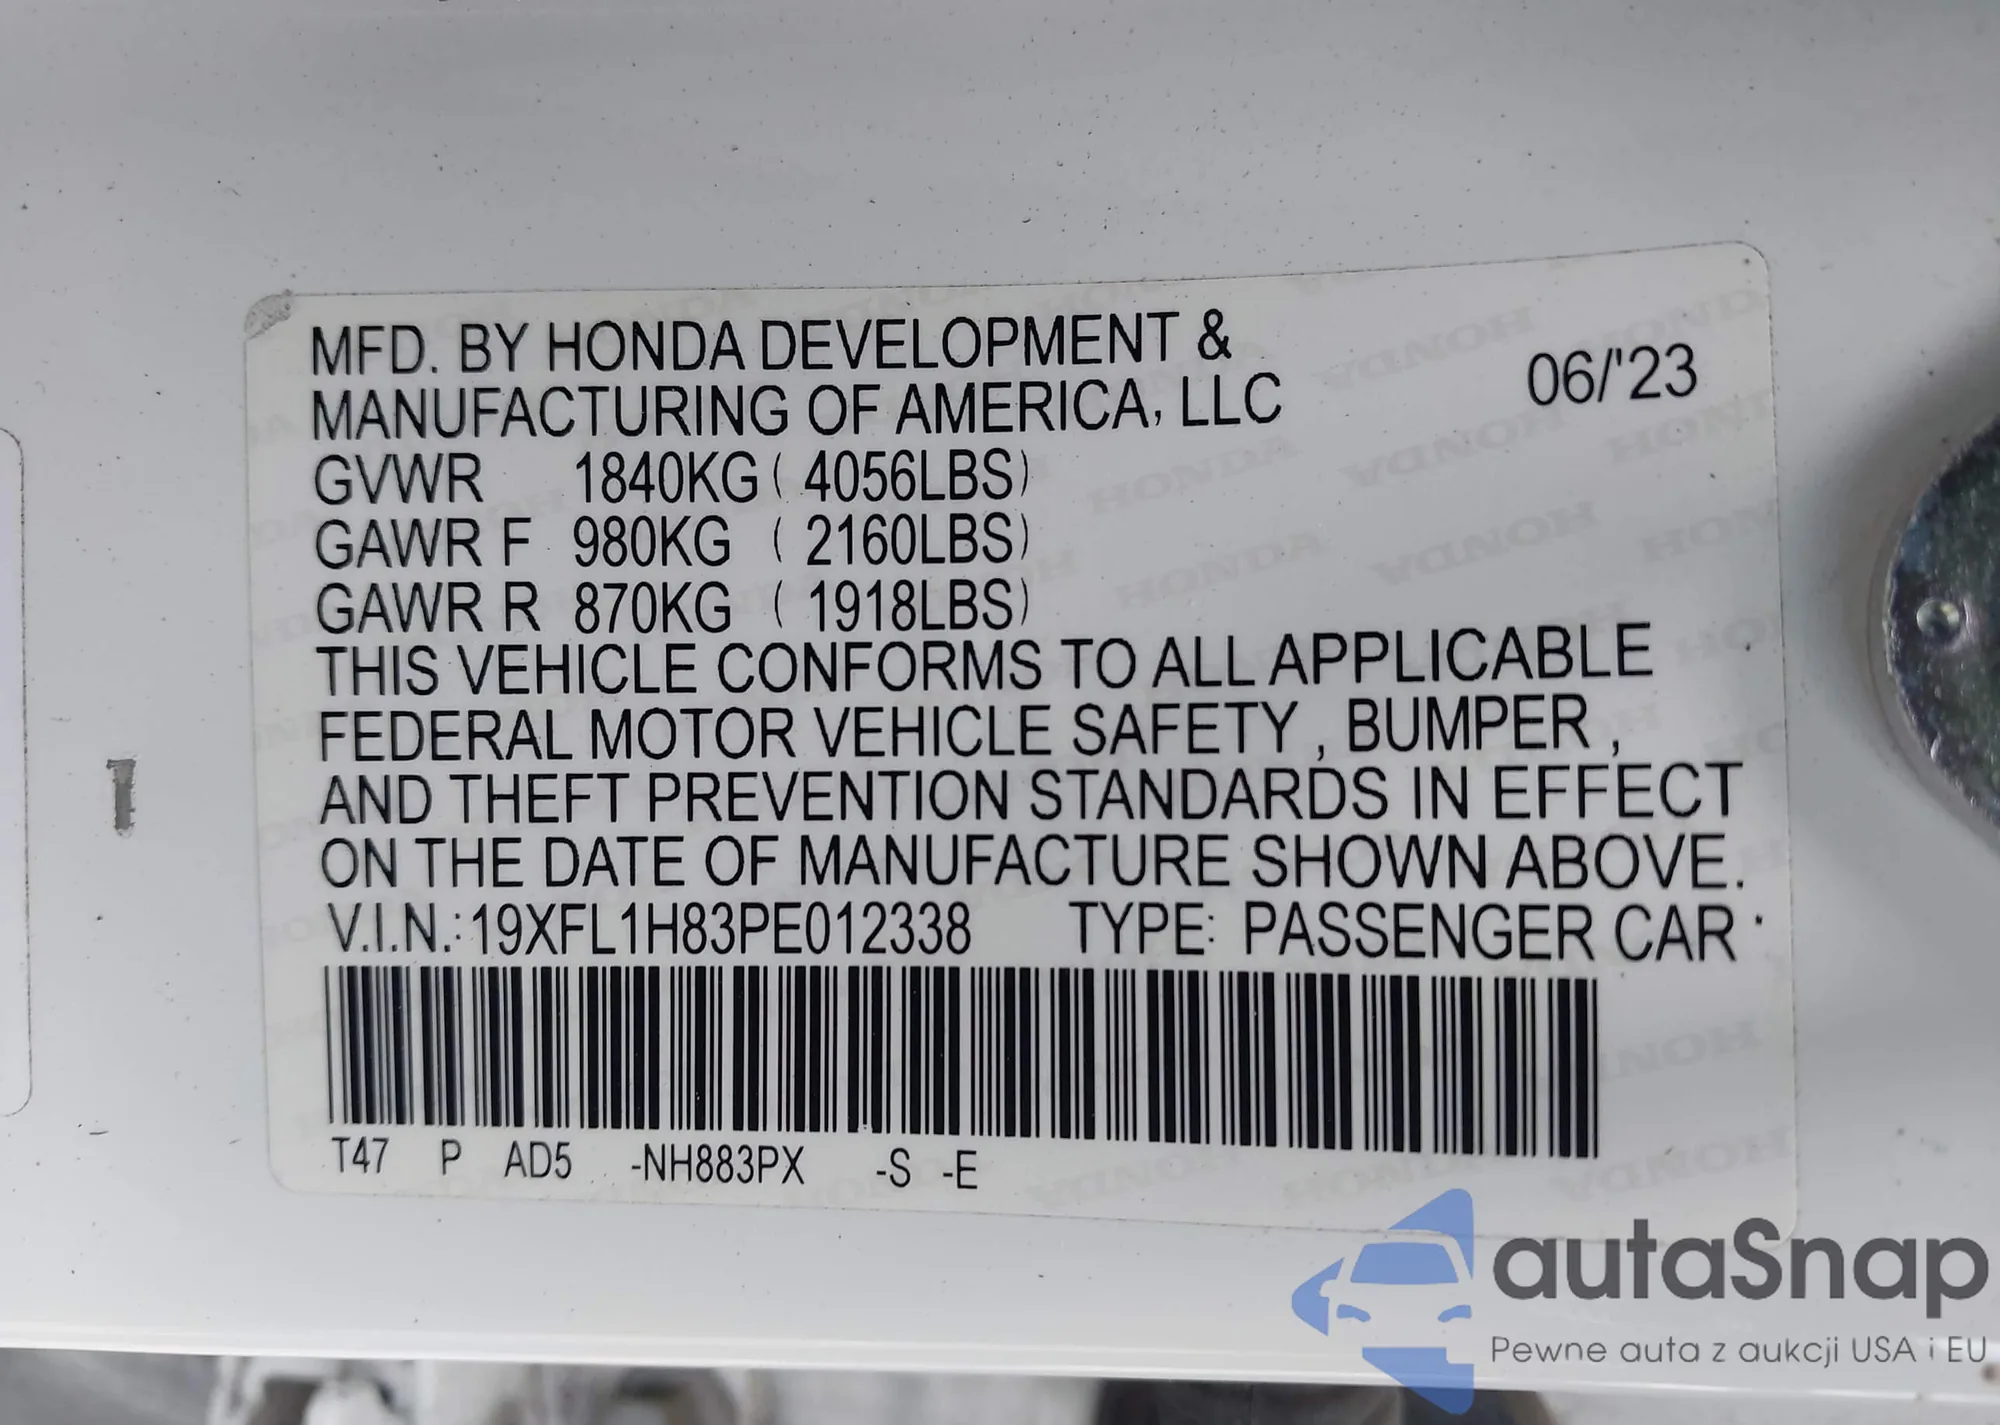 MFD. BY HONDA DEVELOPMENT &
MANUFACTURING OF AMERICA, LLC
06/'23
GVWR 1840KG ( 4056LBS)
GAWR F 980KG ( 2160LBS)
GAWR R 870KG ( 1918LBS)
THIS VEHICLE CONFORMS TO ALL APPLICABLE
FEDERAL MOTOR VEHICLE SAFETY , BUMPER ,
AND THEFT PREVENTION STANDARDS IN EFFECT
ON THE DATE OF MANUFACTURE SHOWN ABOVE.
V.I.N.: 19XFL1H83PE012338 TYPE: PASSENGER CAR
T47 P AD5 -NH883PX -S -E
autaSnap
Pewne auta z aukcji USA i EU